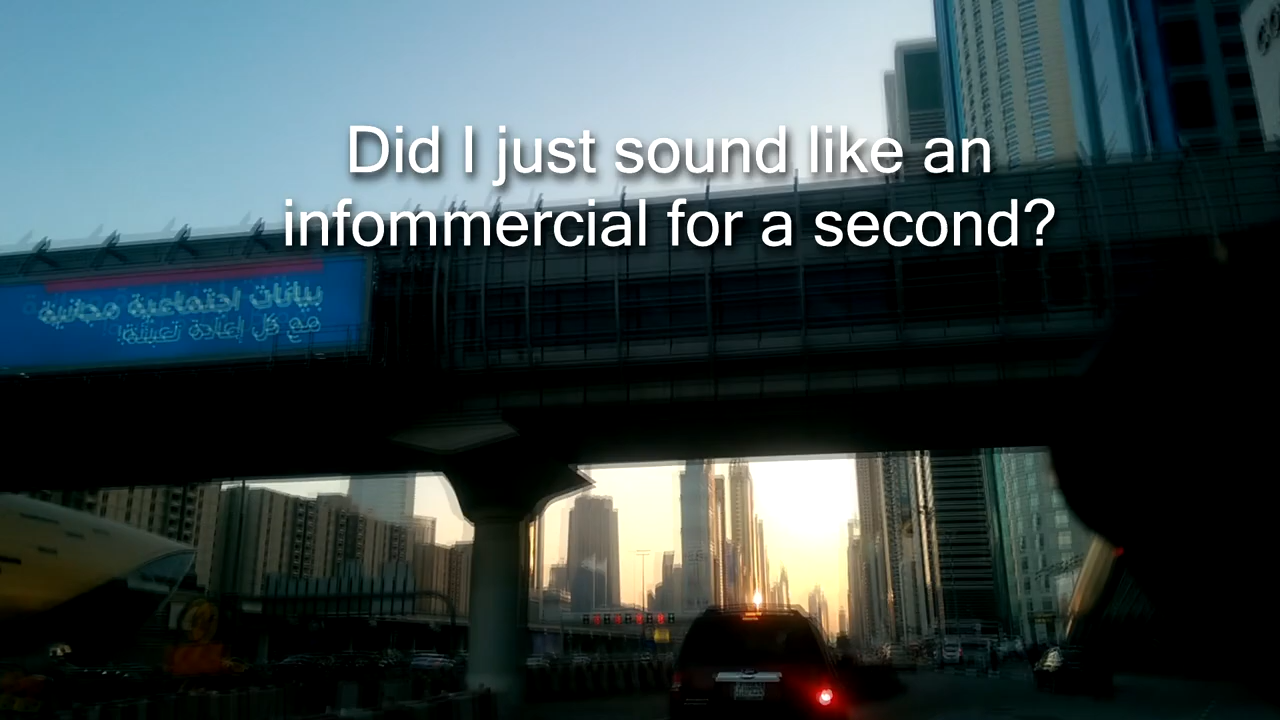 Did I just sound like an
infommercial for a second?
بيانات اجتماعية مجانية
مع كل إعادة تعبئة!